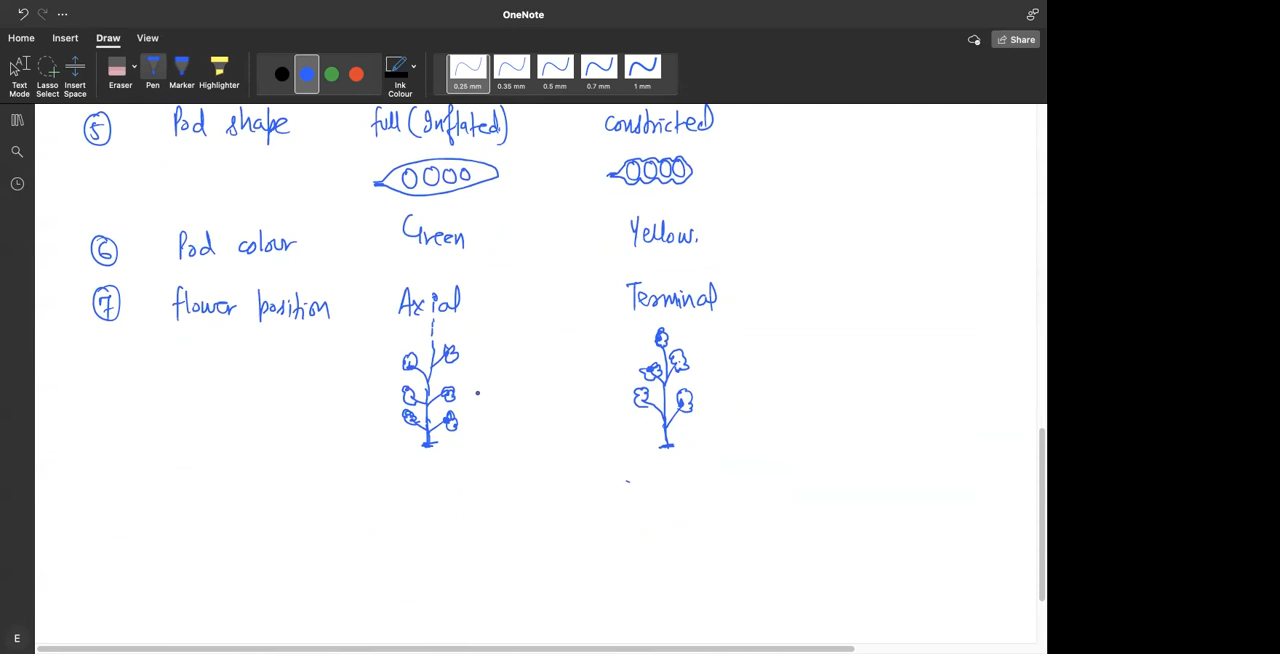 OneNote
Home Insert Draw View
Share
Text Mode
Lasso Select
Insert Space
Eraser
Pen
Marker
Highlighter
Ink Colour
0.25 mm
0.35 mm
0.5 mm
0.7 mm
1 mm
5 Pod shape full (Inflated) constricted
6 Pod colour Green Yellow.
7 flower position Axial Terminal
E